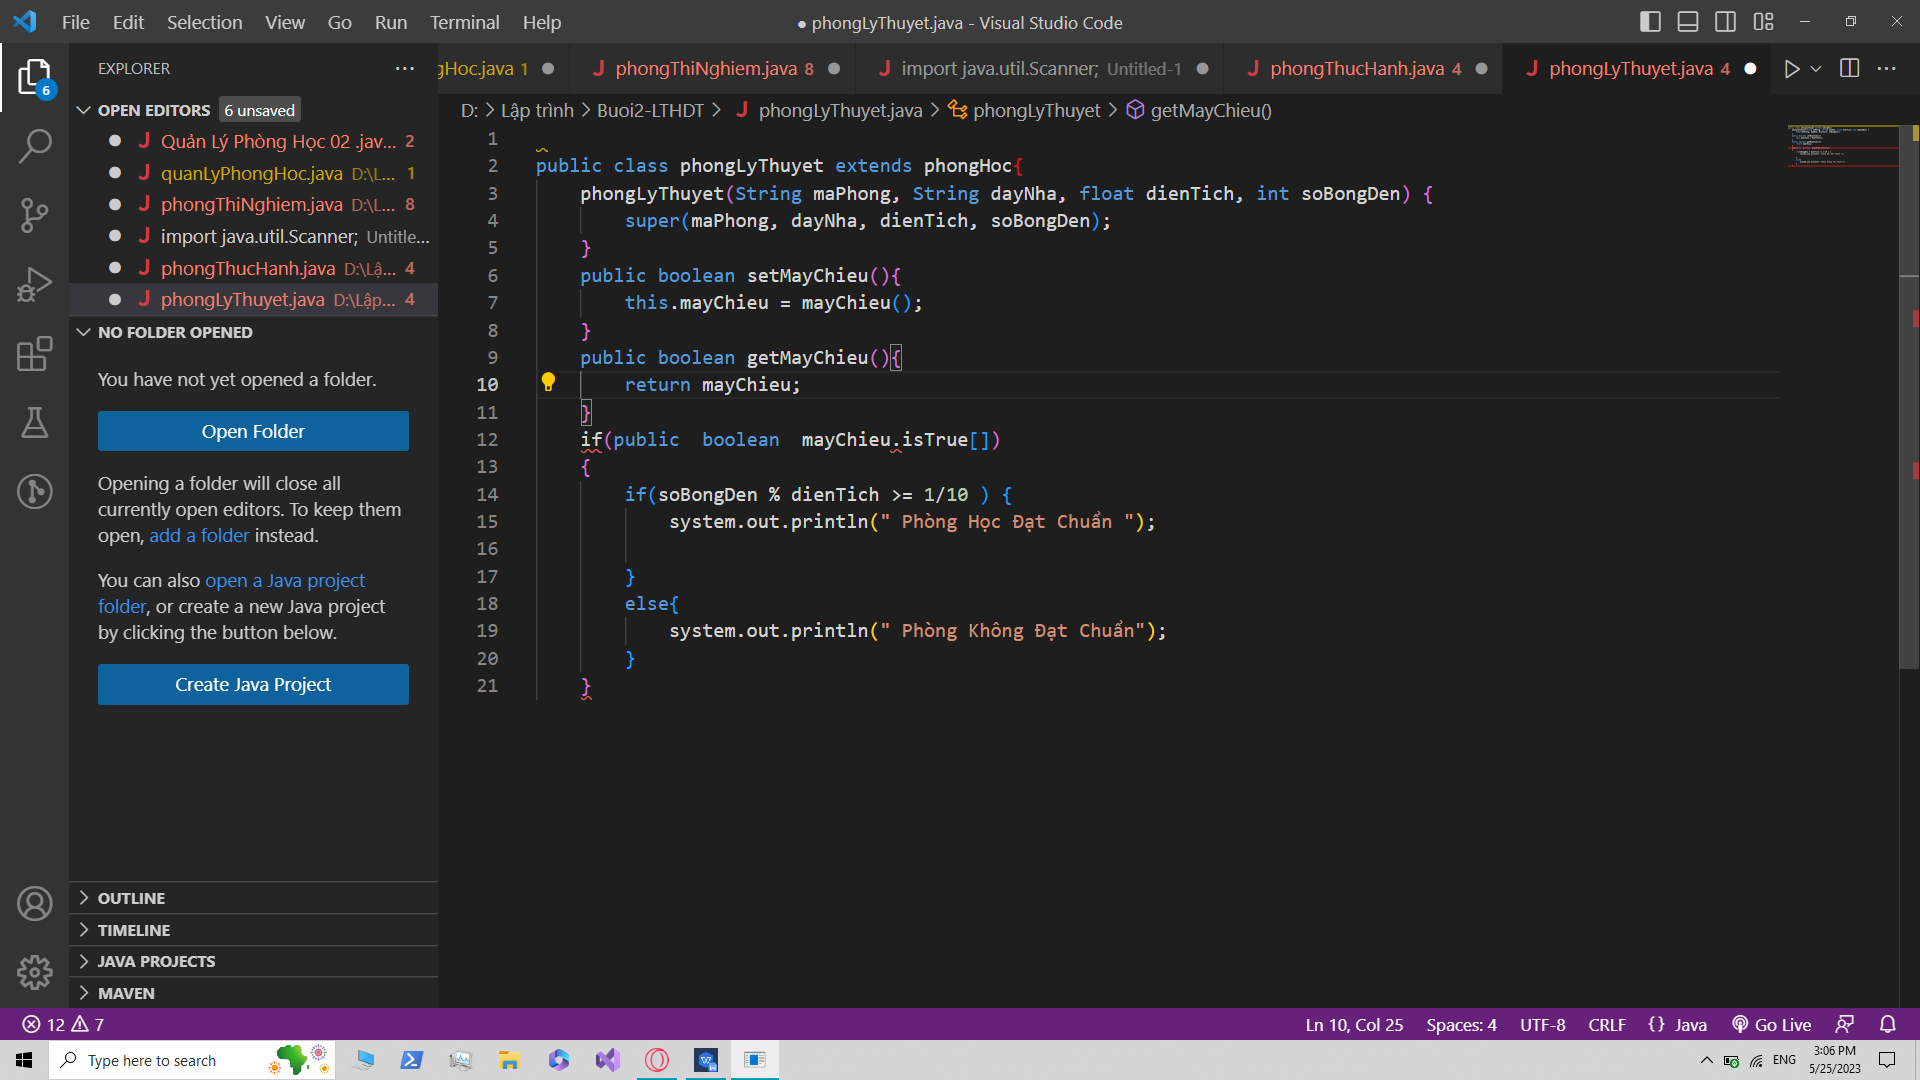 File Edit Selection View Go Run Terminal Help
● phongLyThuyet.java - Visual Studio Code
EXPLORER
gHoc.java 1
phongThiNghiem.java 8
import java.util.Scanner; Untitled-1
phongThucHanh.java 4
phongLyThuyet.java 4
D: > Lập trình > Buoi2-LTHDT > phongLyThuyet.java > phongLyThuyet > getMayChieu()
6
OPEN EDITORS 6 unsaved
Quản Lý Phòng Học 02 .jav... 2
quanLyPhongHoc.java D:\L... 1
phongThiNghiem.java D:\L... 8
import java.util.Scanner; Untitle...
phongThucHanh.java D:\Lậ... 4
phongLyThuyet.java D:\Lập... 4
NO FOLDER OPENED
You have not yet opened a folder.
Open Folder
Opening a folder will close all
currently open editors. To keep them
open, add a folder instead.
You can also open a Java project
folder, or create a new Java project
by clicking the button below.
Create Java Project
OUTLINE
TIMELINE
JAVA PROJECTS
MAVEN
1
2 public class phongLyThuyet extends phongHoc{
3 phongLyThuyet(String maPhong, String dayNha, float dienTich, int soBongDen) {
4 super(maPhong, dayNha, dienTich, soBongDen);
5 }
6 public boolean setMayChieu(){
7 this.mayChieu = mayChieu();
8 }
9 public boolean getMayChieu(){
10 return mayChieu;
11 }
12 if(public  boolean  mayChieu.isTrue[])
13 {
14 if(soBongDen % dienTich >= 1/10 ) {
15 system.out.println(" Phòng Học Đạt Chuẩn ");
16
17 }
18 else{
19 system.out.println(" Phòng Không Đạt Chuẩn");
20 }
21 }
12 7
Ln 10, Col 25 Spaces: 4 UTF-8 CRLF {} Java Go Live
Type here to search
ENG
3:06 PM
5/25/2023